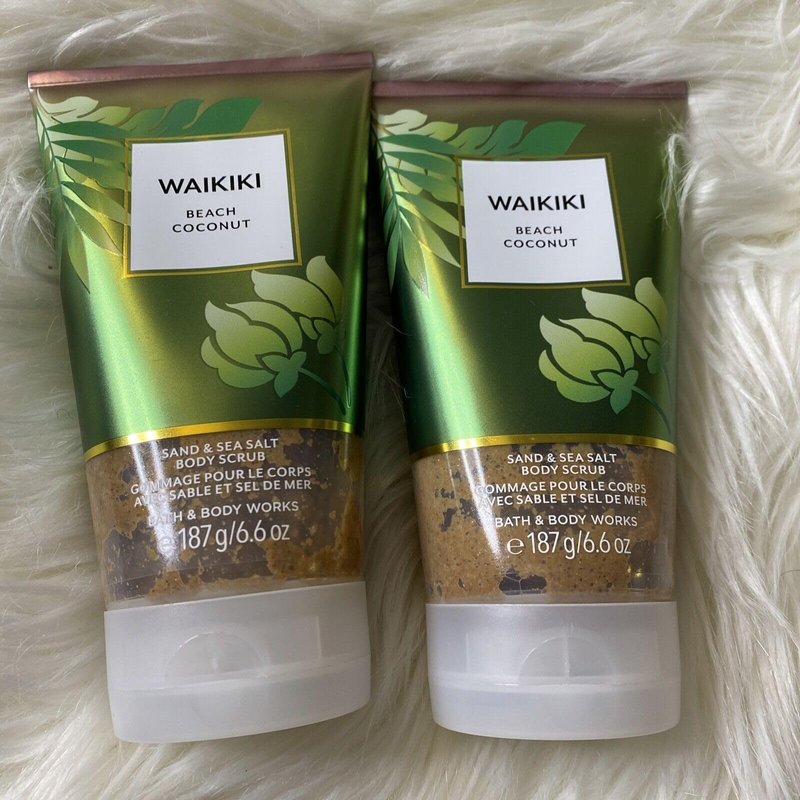 WAIKIKI
BEACH
COCONUT
SAND & SEA SALT
BODY SCRUB
GOMMAGE POUR LE CORPS
AVEC SABLE ET SEL DE MER
BATH & BODY WORKS
e187 g/6.6 oz
WAIKIKI
BEACH
COCONUT
SAND & SEA SALT
BODY SCRUB
GOMMAGE POUR LE CORPS
AVEC SABLE ET SEL DE MER
BATH & BODY WORKS
e187 g/6.6 oz